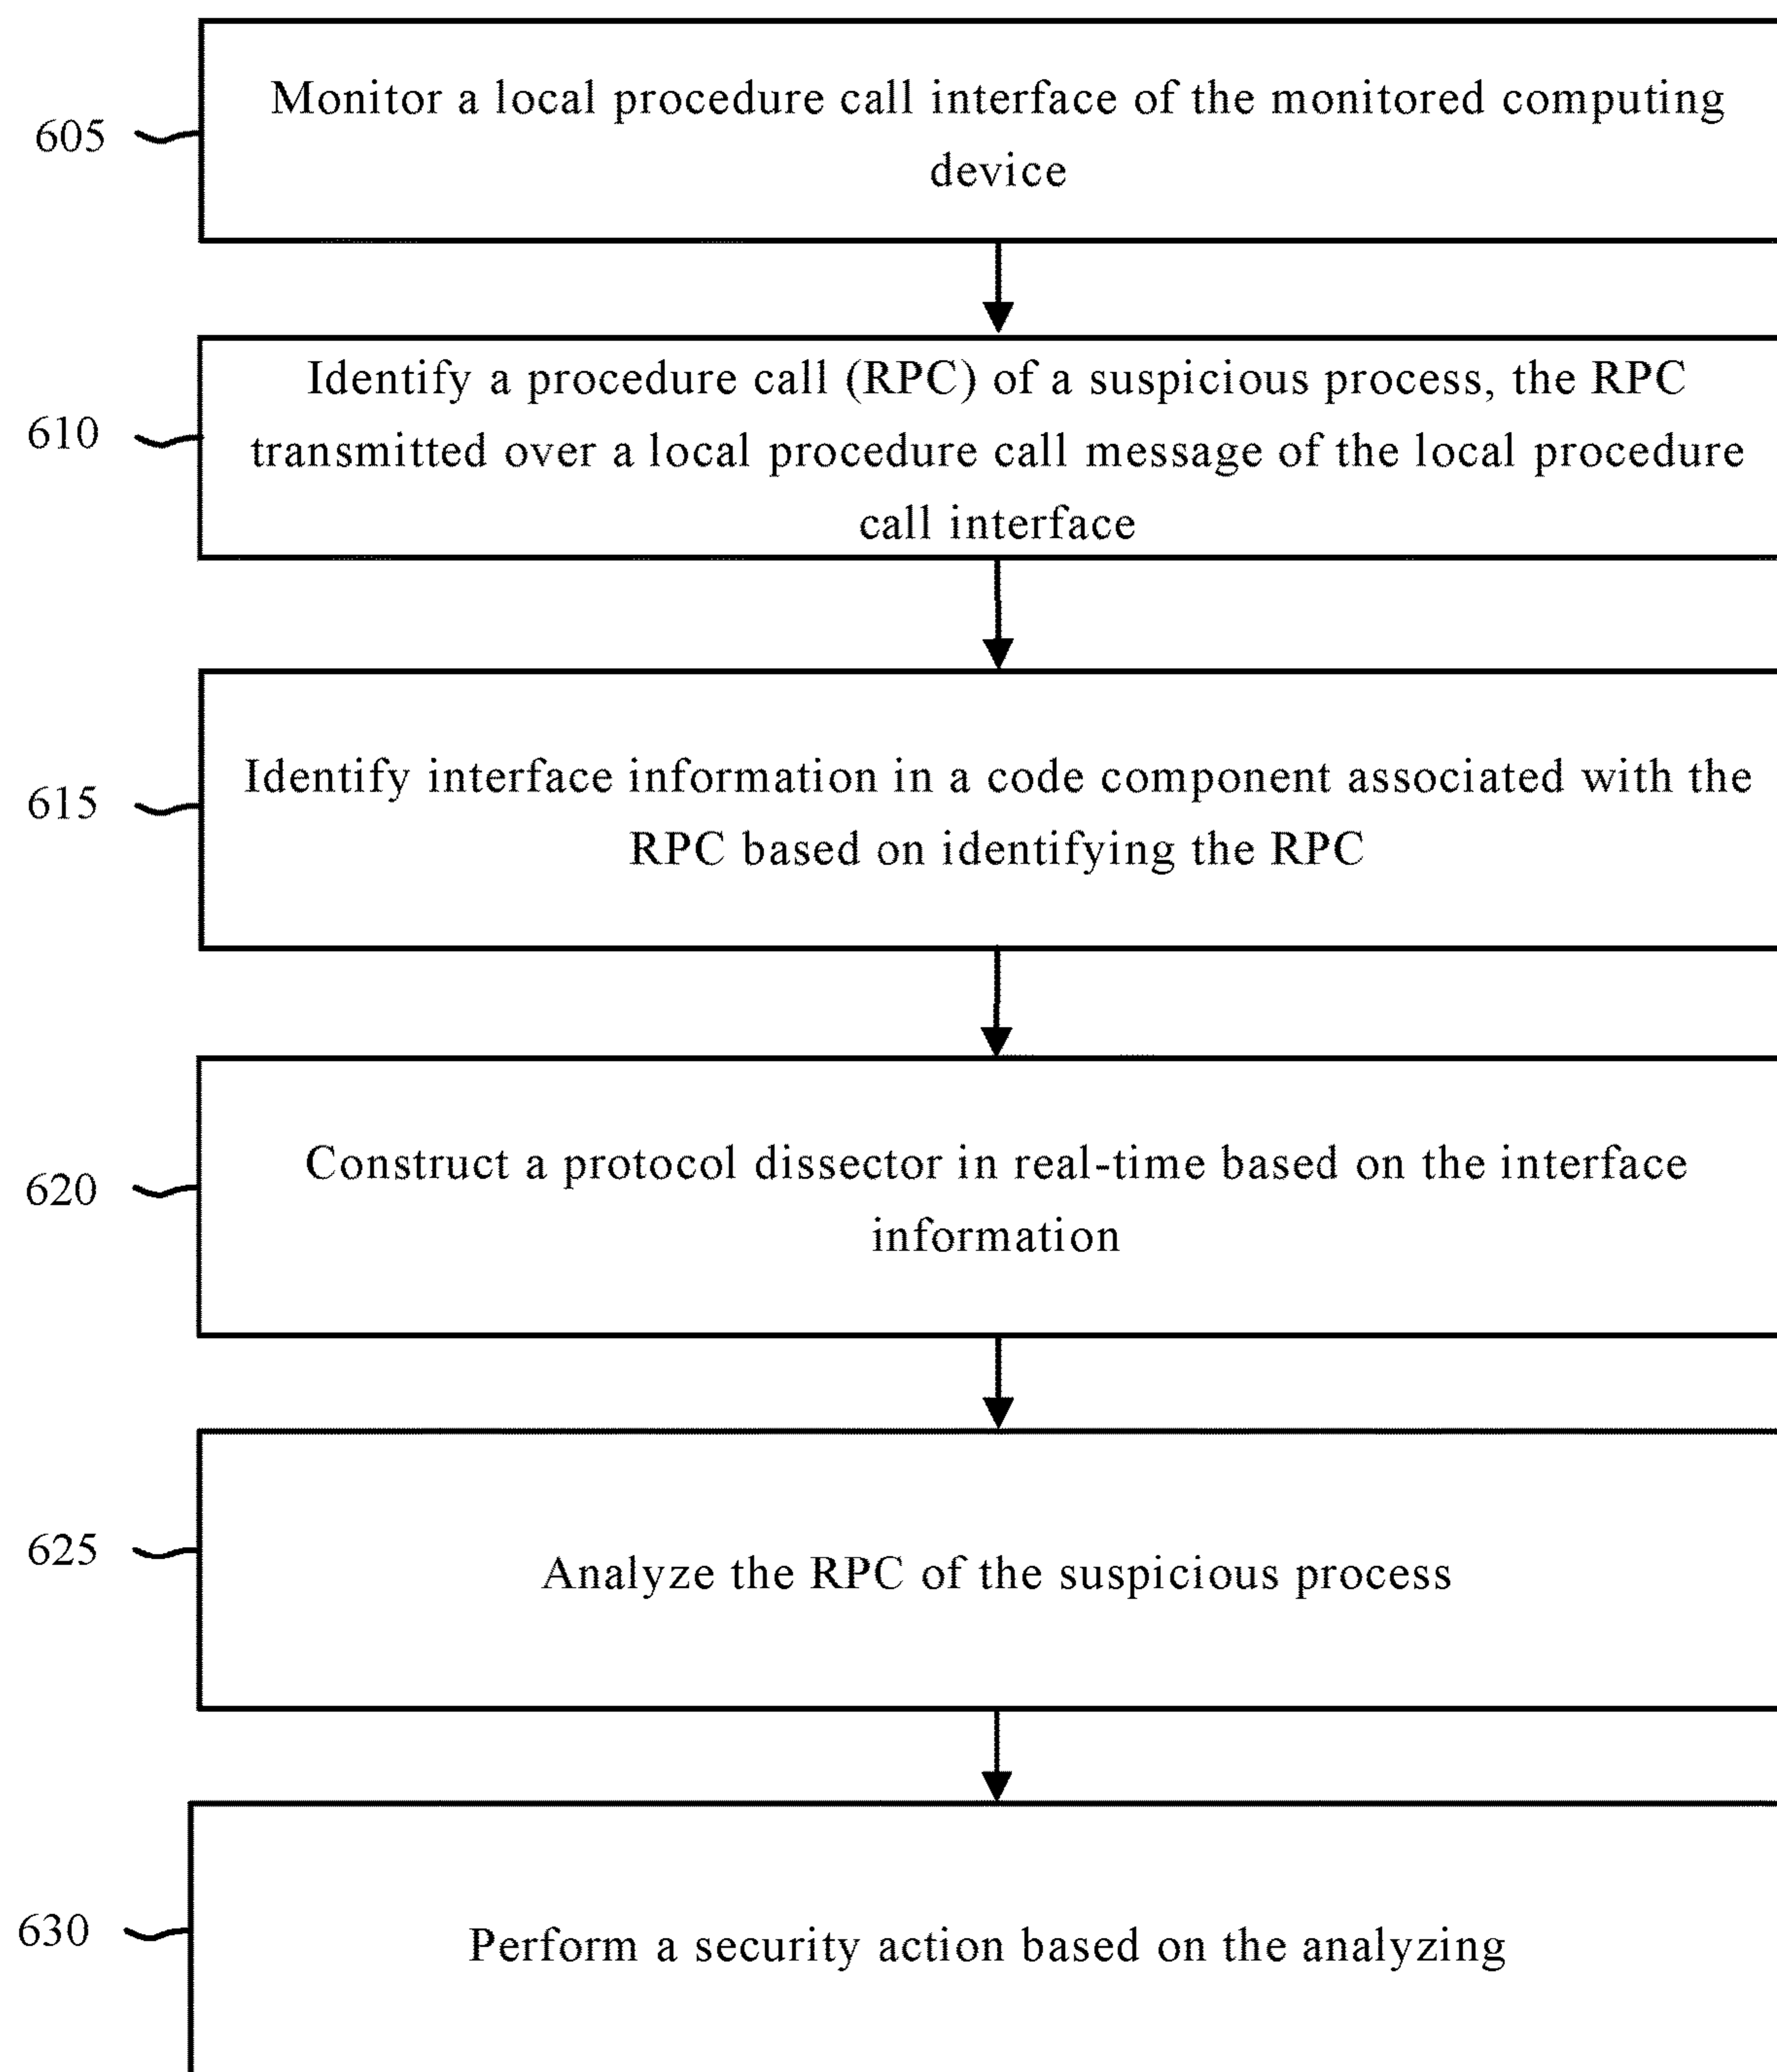 605
Monitor a local procedure call interface of the monitored computing
device
610
Identify a procedure call (RPC) of a suspicious process, the RPC
transmitted over a local procedure call message of the local procedure
call interface
615
Identify interface information in a code component associated with the
RPC based on identifying the RPC
620
Construct a protocol dissector in real-time based on the interface
information
625
Analyze the RPC of the suspicious process
630
Perform a security action based on the analyzing